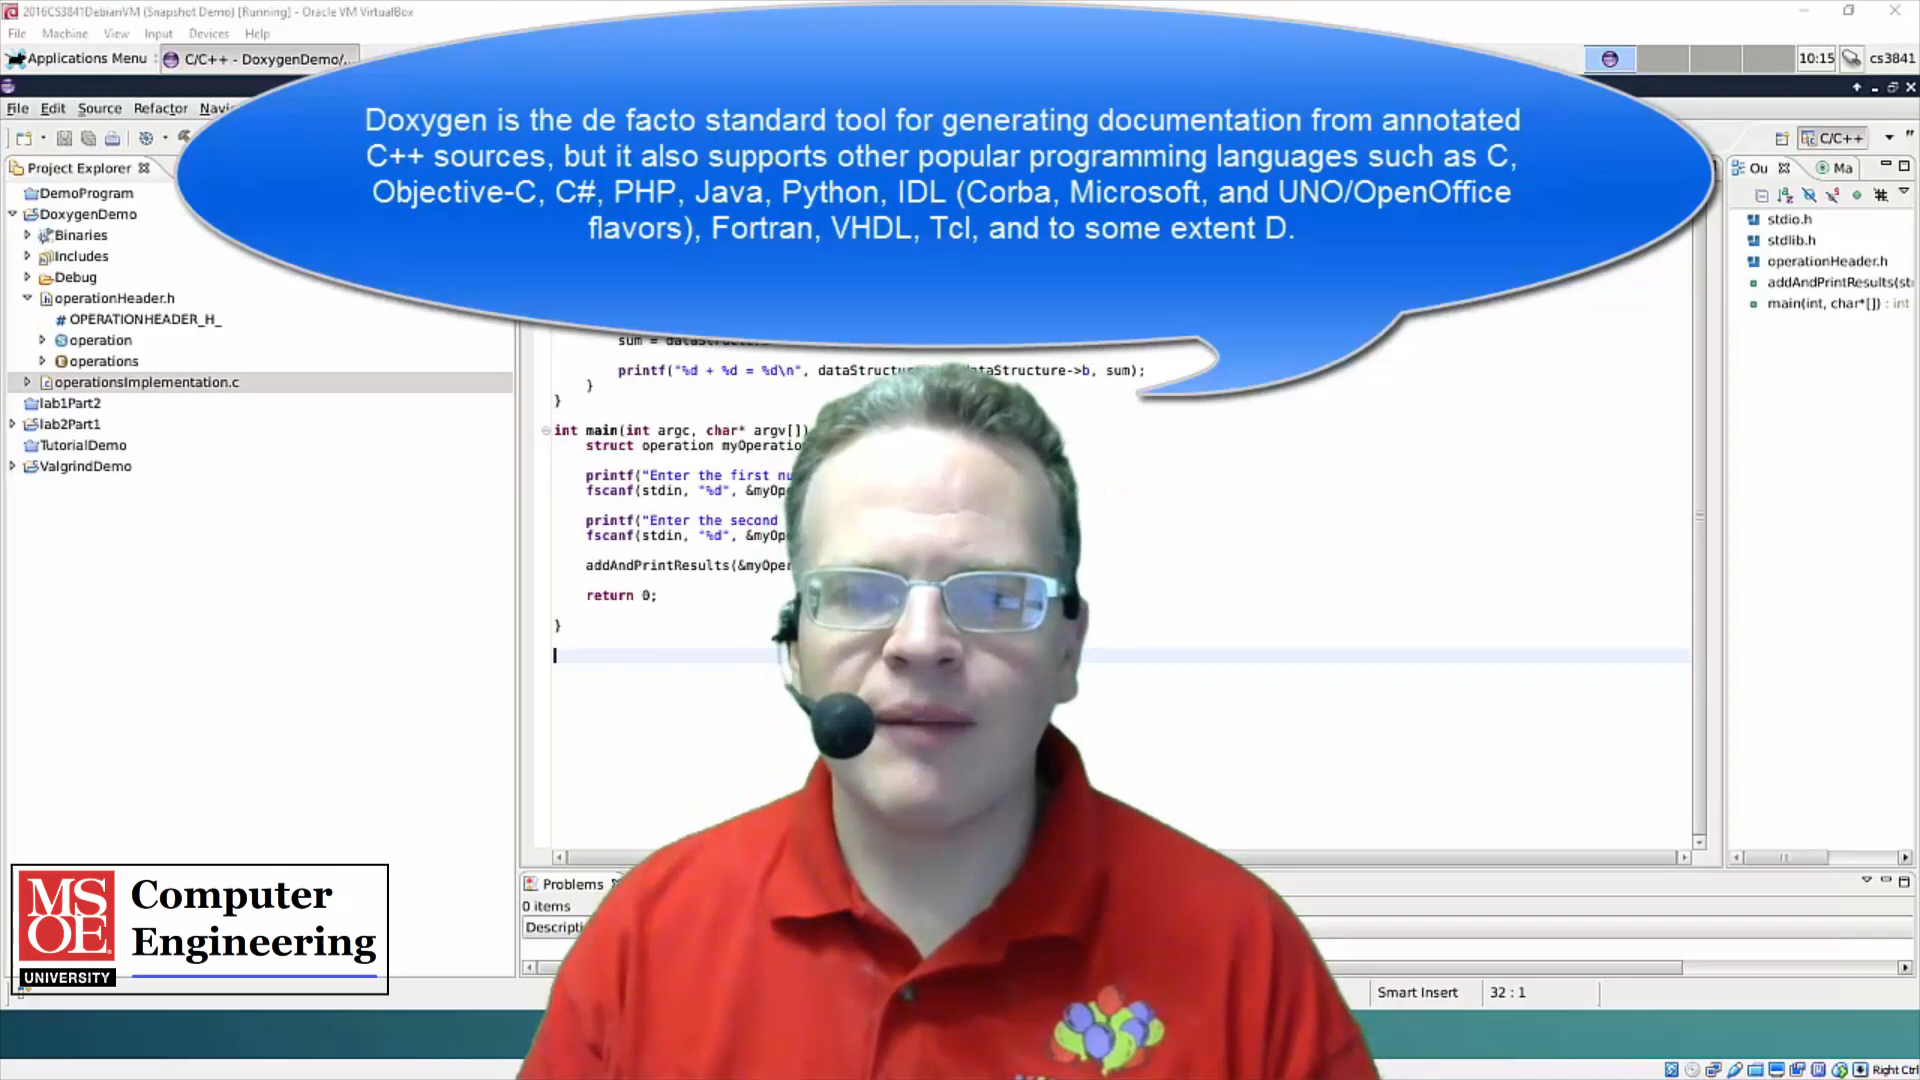 2016CS3841DebianVM (Snapshot Demo) [Running] - Oracle VM VirtualBox
File Machine View Input Devices Help
Applications Menu C/C++ - DoxygenDemo/... 10:15 cs3841
File Edit Source Refactor
C/C++
Doxygen is the de facto standard tool for generating documentation from annotated
C++ sources, but it also supports other popular programming languages such as C,
Objective-C, C#, PHP, Java, Python, IDL (Corba, Microsoft, and UNO/OpenOffice
flavors), Fortran, VHDL, Tcl, and to some extent D.
Project Explorer
DemoProgram
DoxygenDemo
Binaries
Includes
Debug
operationHeader.h
# OPERATIONHEADER_H_
operation
operations
operationsImplementation.c
lab1Part2
lab2Part1
TutorialDemo
ValgrindDemo
sum =
printf("%d + %d = %d\n", ->b, sum);
}
}
int main(int argc, char* argv[])
struct operation
printf("Enter the first
fscanf(stdin, "%d",
printf("Enter the second
fscanf(stdin, "%d",
return 0;
}
Ou Ma
stdio.h
stdlib.h
operationHeader.h
main(int, char*[]) : int
Problems
0 items
MS
OE
UNIVERSITY
Computer
Engineering
Smart Insert 32 : 1
Right Ctrl